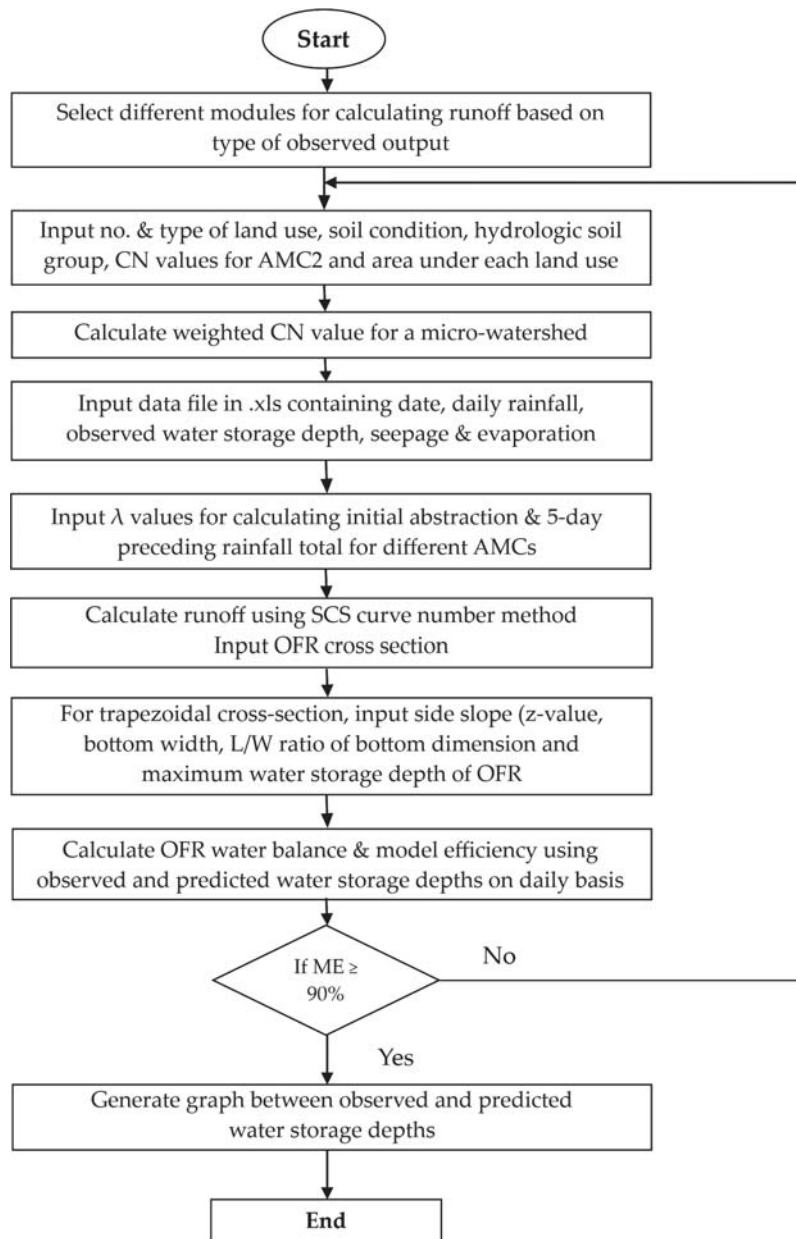 Start
Select different modules for calculating runoff based on
type of observed output
Input no. & type of land use, soil condition, hydrologic soil
group, CN values for AMC2 and area under each land use
Calculate weighted CN value for a micro-watershed
Input data file in .xls containing date, daily rainfall,
observed water storage depth, seepage & evaporation
Input λ values for calculating initial abstraction & 5-day
preceding rainfall total for different AMCs
Calculate runoff using SCS curve number method
Input OFR cross section
For trapezoidal cross-section, input side slope (z-value,
bottom width, L/W ratio of bottom dimension and
maximum water storage depth of OFR
Calculate OFR water balance & model efficiency using
observed and predicted water storage depths on daily basis
If ME ≥
90%
No
Yes
Generate graph between observed and predicted
water storage depths
End